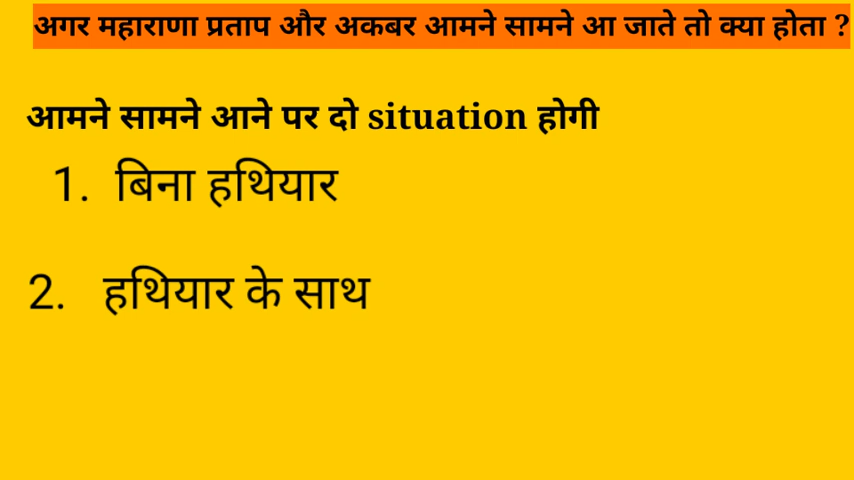 अगर महाराणा प्रताप और अकबर आमने सामने आ जाते तो क्या होता ?
आमने सामने आने पर दो situation होगी
1. बिना हथियार
2. हथियार के साथ